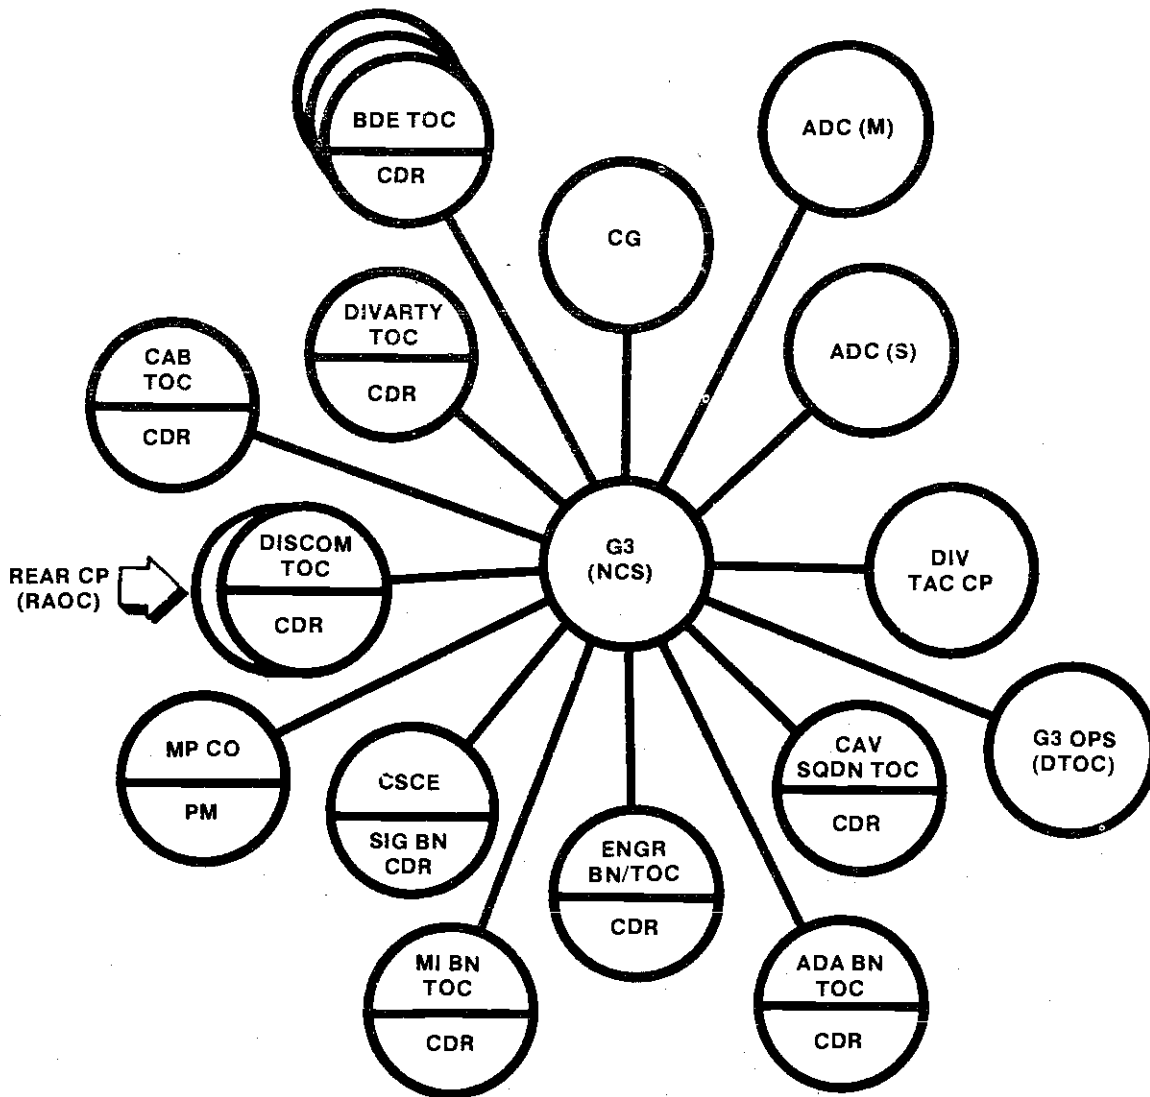 BDE TOC
CDR
ADC (M)
CG
DIVARTY
TOC
CDR
ADC (S)
CAB
TOC
CDR
REAR CP
(RAOC)
DISCOM
TOC
CDR
G3
(NCS)
DIV
TAC CP
MP CO
PM
CSCE
SIG BN
CDR
ENGR
BN/TOC
CDR
CAV
SQDN TOC
CDR
G3 OPS
(DTOC)
MI BN
TOC
CDR
ADA BN
TOC
CDR